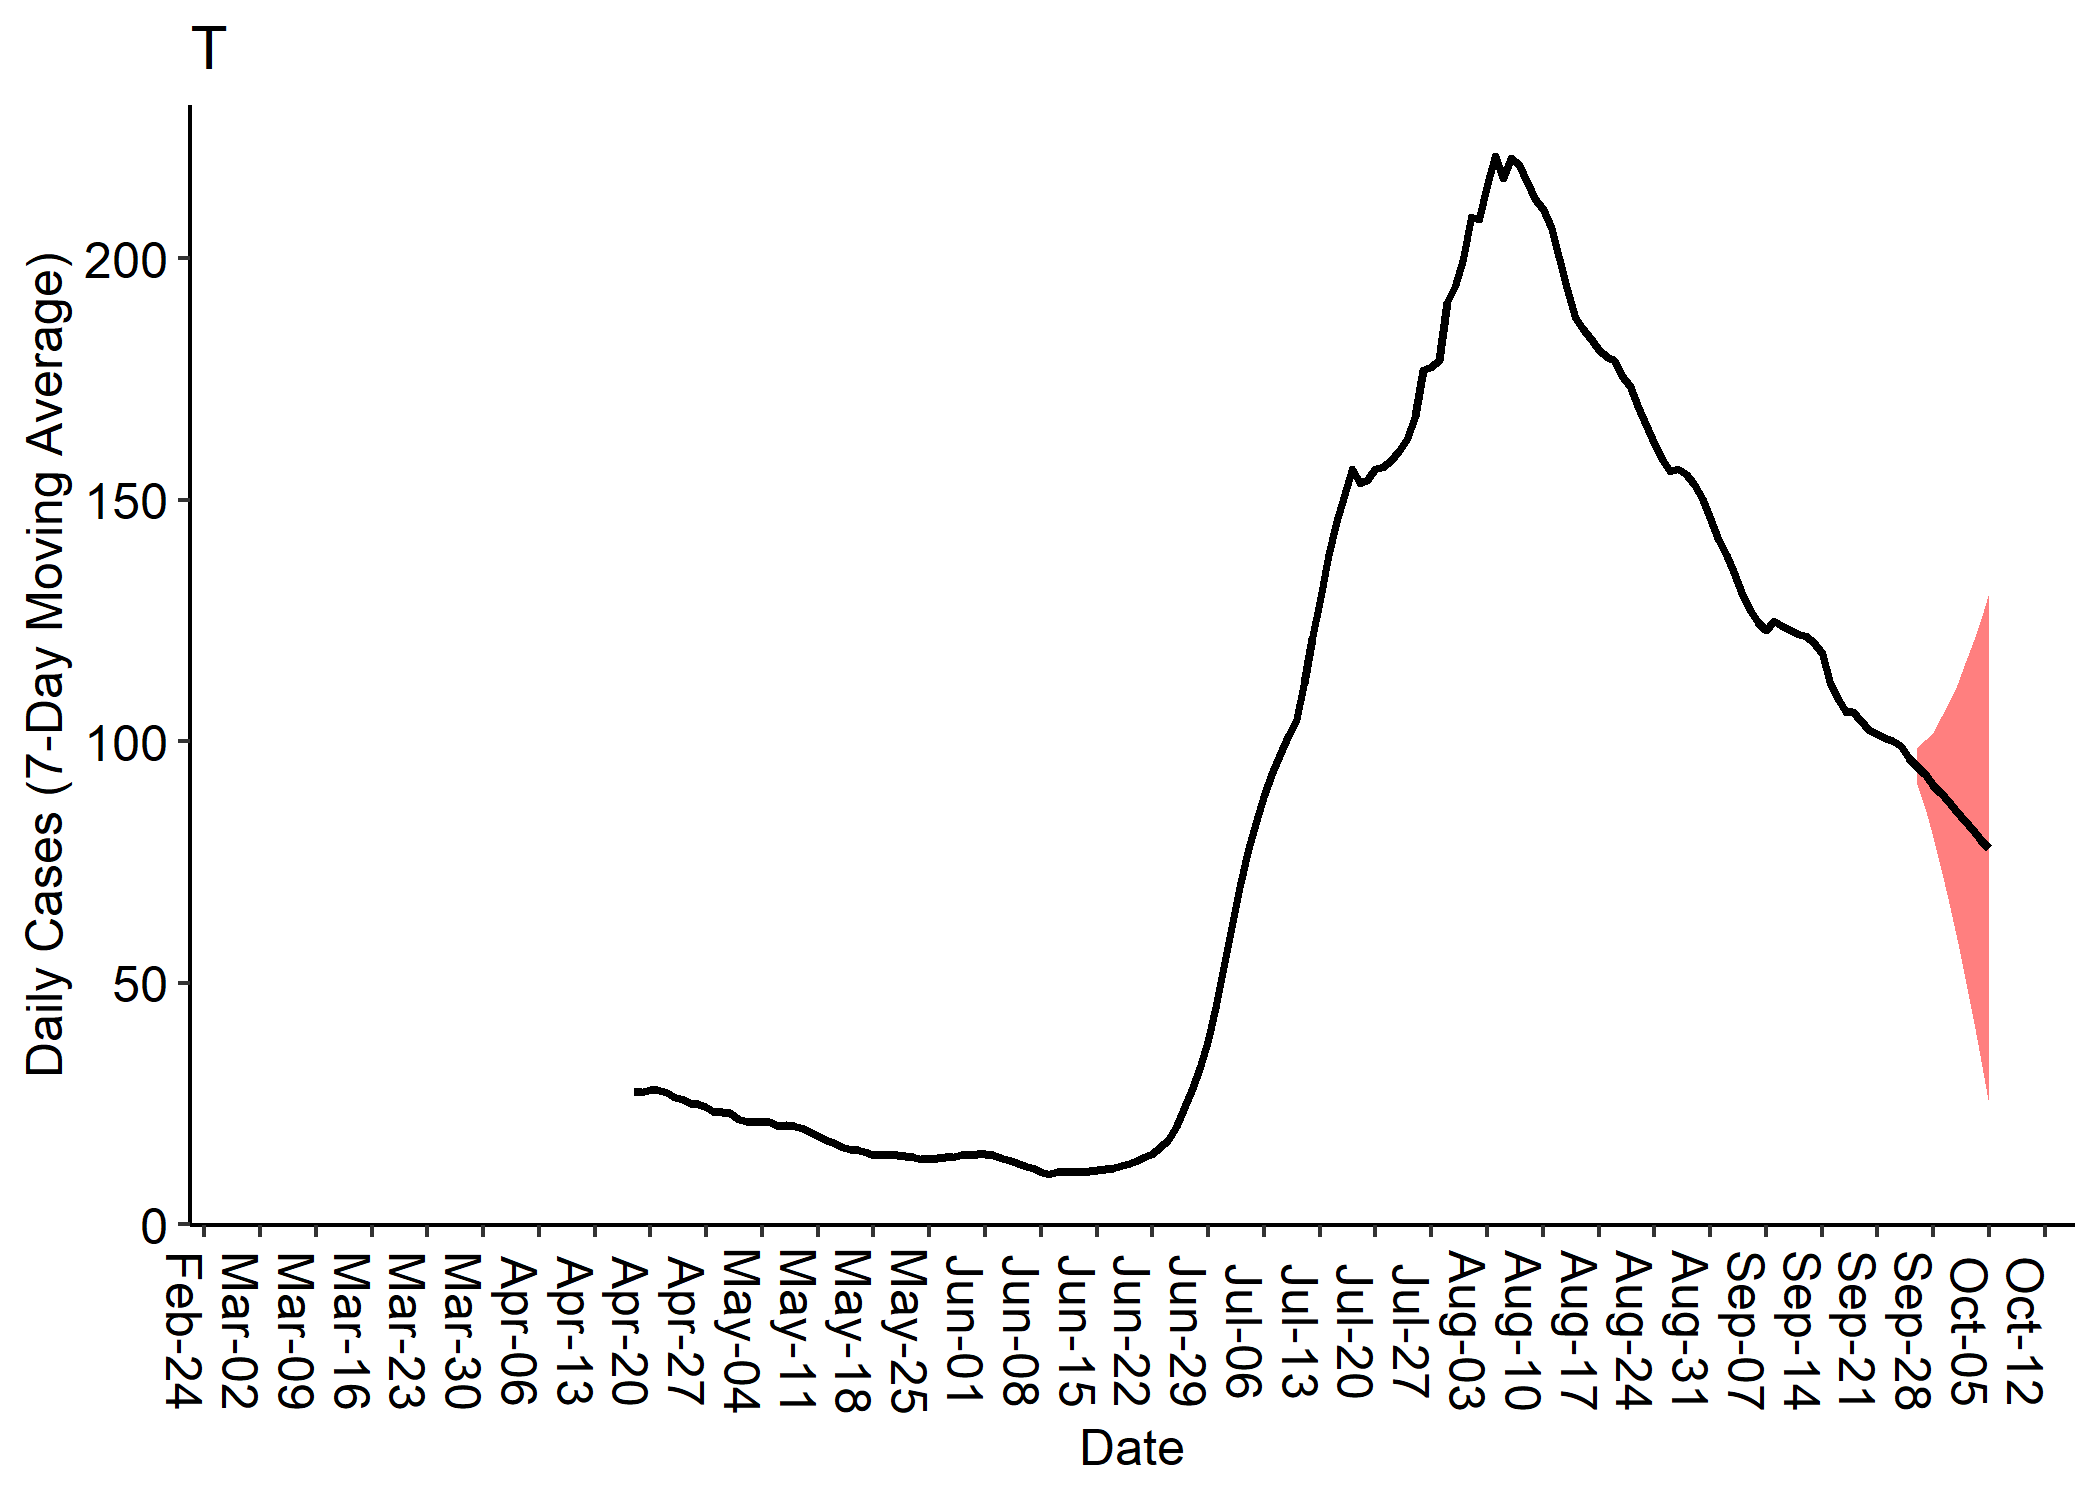 T
Daily Cases (7-Day Moving Average)
200
150
100
50
0
Feb-24
Mar-02
Mar-09
Mar-16
Mar-23
Mar-30
Apr-06
Apr-13
Apr-20
Apr-27
May-04
May-11
May-18
May-25
Jun-01
Jun-08
Jun-15
Jun-22
Jun-29
Jul-06
Jul-13
Jul-20
Jul-27
Aug-03
Aug-10
Aug-17
Aug-24
Aug-31
Sep-07
Sep-14
Sep-21
Sep-28
Oct-05
Oct-12
Date